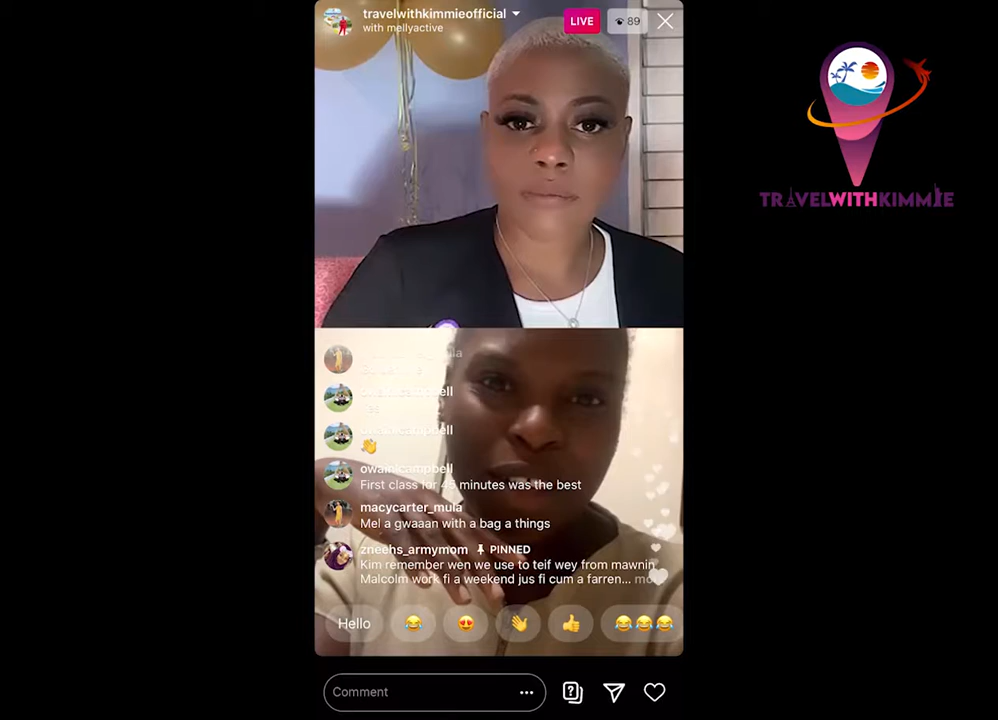 travelwithkimmieofficial
with mellyactive
LIVE
89
TRAVELWITHKIMMIE
owainicampbell
👏
owainicampbell
First class for 45 minutes was the best
macycarter_mula
Mel a gwaaan with a bag a things
zneehs_armymom PINNED
Kim remember wen we use to teif wey from mawnin
Malcolm work fi a weekend jus fi cum a farren...
Hello 😂 😍 👋 👍 😂😂😂
Comment